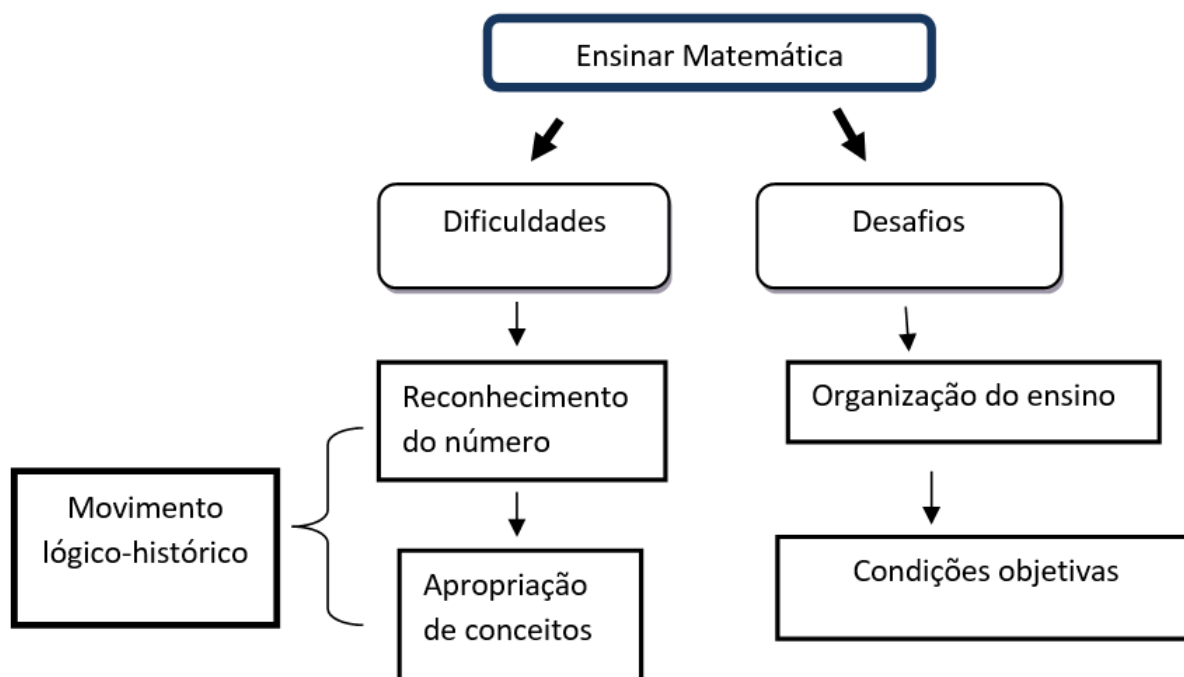 Ensinar Matemática
Dificuldades
Desafios
Reconhecimento
do número
Organização do ensino
Movimento
lógico-histórico
Apropriação
de conceitos
Condições objetivas